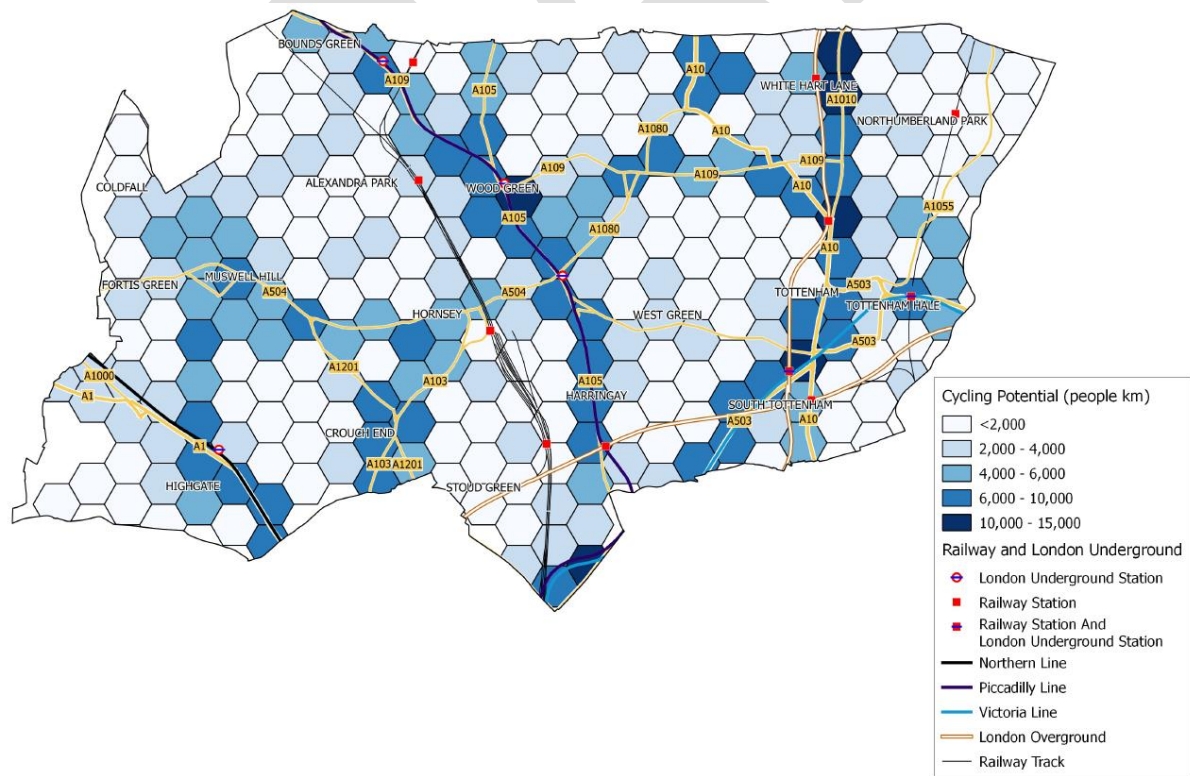 BOUNDS GREEN
A109
A105
A10
WHITE HART LANE
A1010
NORTHUMBERLAND PARK
A1080
A10
COLDFALL
ALEXANDRA PARK
WOOD GREEN
A109
A109
A109
A10
A105
A1080
A1055
A10
FORTIS GREEN
MUSWELL HILL
A504
A504
TOTTENHAM
A503
TOTTENHAM HALE
HORNSEY
WEST GREEN
A503
A1000
A1
A1201
A103
A105
HARRINGAY
SOUTH TOTTENHAM
A503
A10
CROUCH END
A1
A103
A1201
HIGHGATE
STOUD GREEN
Cycling Potential (people km)
<2,000
2,000 - 4,000
4,000 - 6,000
6,000 - 10,000
10,000 - 15,000
Railway and London Underground
London Underground Station
Railway Station
Railway Station And
London Underground Station
Northern Line
Piccadilly Line
Victoria Line
London Overground
Railway Track